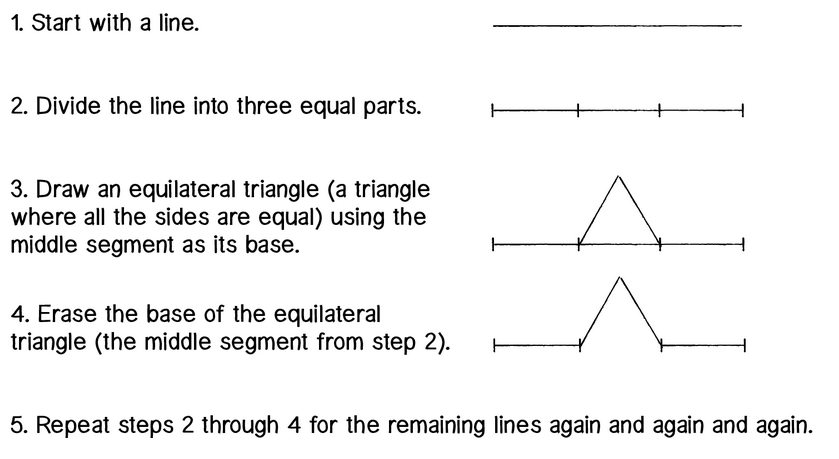 1. Start with a line.
2. Divide the line into three equal parts.
3. Draw an equilateral triangle (a triangle
where all the sides are equal) using the
middle segment as its base.
4. Erase the base of the equilateral
triangle (the middle segment from step 2).
5. Repeat steps 2 through 4 for the remaining lines again and again and again.